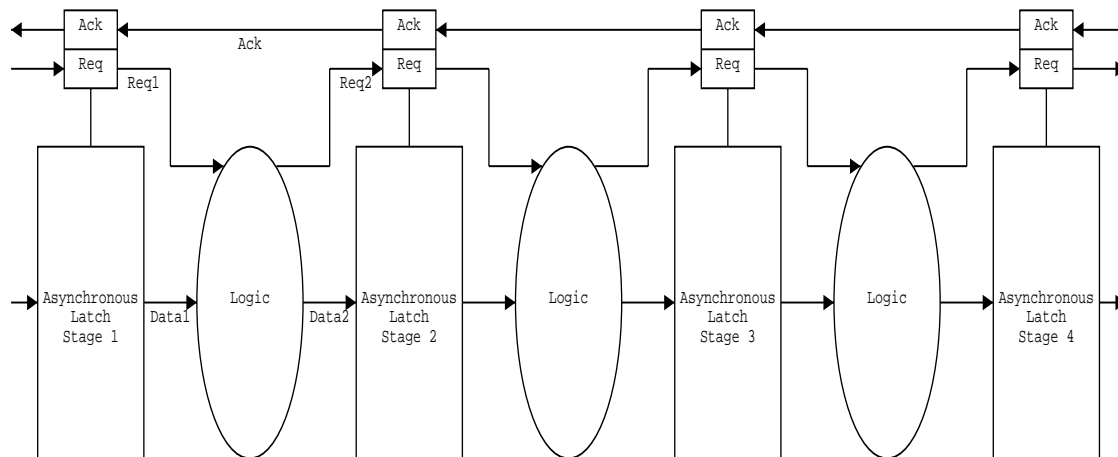 Ack
Ack
Ack
Ack
Ack
Req
Req
Req
Req
Req1
Req2
Asynchronous
Latch
Stage 1
Logic
Asynchronous
Latch
Stage 2
Logic
Asynchronous
Latch
Stage 3
Logic
Asynchronous
Latch
Stage 4
Data1
Data2